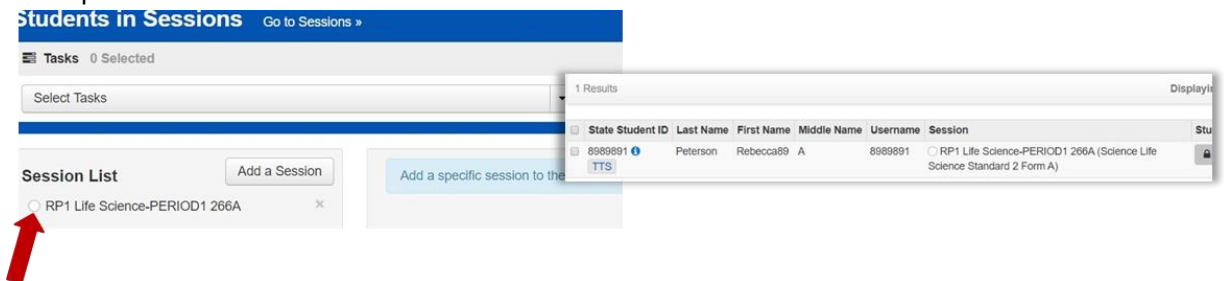 Students in Sessions Go to Sessions »
Tasks 0 Selected
Select Tasks
Session List
Add a Session
RP1 Life Science-PERIOD1 266A ×
Add a specific session to the
1 Results
State Student ID Last Name First Name Middle Name Username Session
8989891 Peterson Rebecca89 A 8989891 RP1 Life Science-PERIOD1 266A (Science Life
TTS Science Standard 2 Form A)